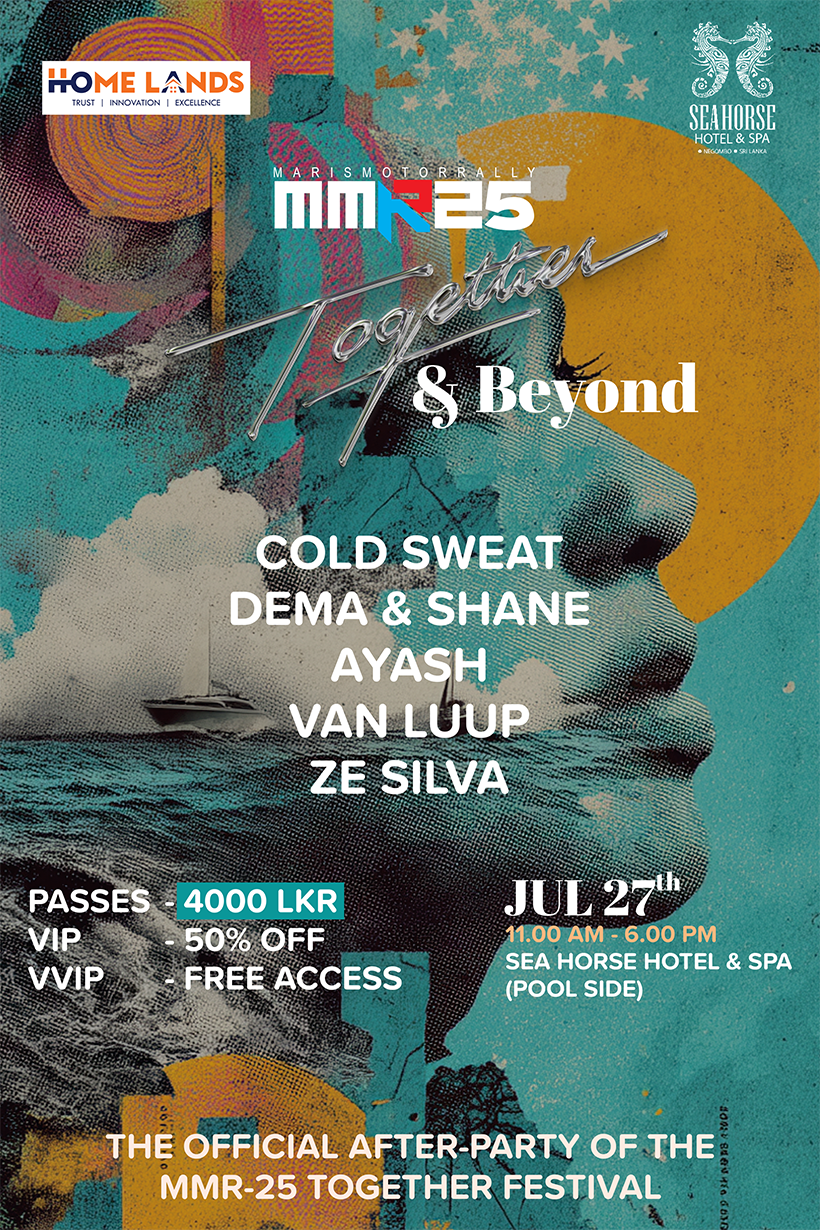 HOME LANDS
TRUST | INNOVATION | EXCELLENCE
SEAHORSE
HOTEL & SPA
• NEGOMBO • SRI LANKA
MARISMOTORRALLY
MMR25
Together
& Beyond
COLD SWEAT
DEMA & SHANE
AYASH
VAN LUUP
ZE SILVA
PASSES - 4000 LKR
VIP - 50% OFF
VVIP - FREE ACCESS
JUL 27th
11.00 AM - 6.00 PM
SEA HORSE HOTEL & SPA
(POOL SIDE)
THE OFFICIAL AFTER-PARTY OF THE
MMR-25 TOGETHER FESTIVAL